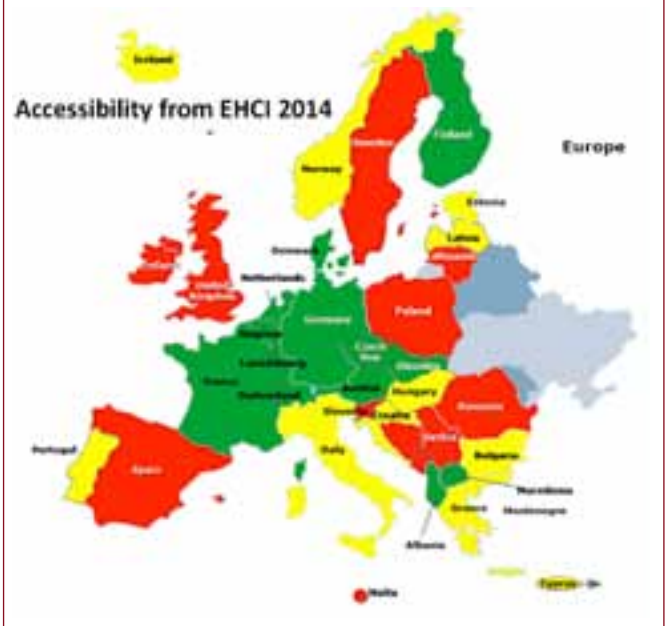 Iceland
Accessibility from EHCI 2014
Europe
Finland
Sweden
Norway
Estonia
Latvia
Denmark
Lithuania
Ireland
Netherlands
United
Kingdom
Poland
Germany
Belgium
Czech
Rep
Luxembourg
Slovakia
France
Austria
Switzerland
Hungary
Romania
Slovenia
Croatia
Serbia
Portugal
Italy
Bulgaria
Spain
Macedonia
Greece
Montenegro
Albania
Cyprus
Malta